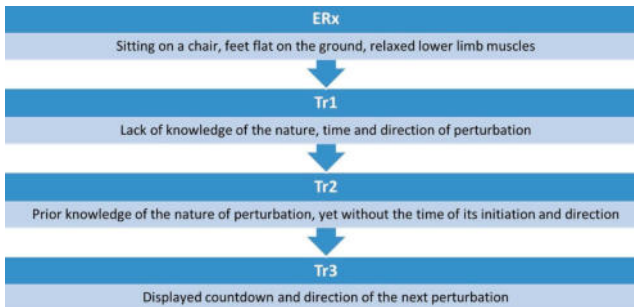 ERx
Sitting on a chair, feet flat on the ground, relaxed lower limb muscles
Tr1
Lack of knowledge of the nature, time and direction of perturbation
Tr2
Prior knowledge of the nature of perturbation, yet without the time of its initiation and direction
Tr3
Displayed countdown and direction of the next perturbation